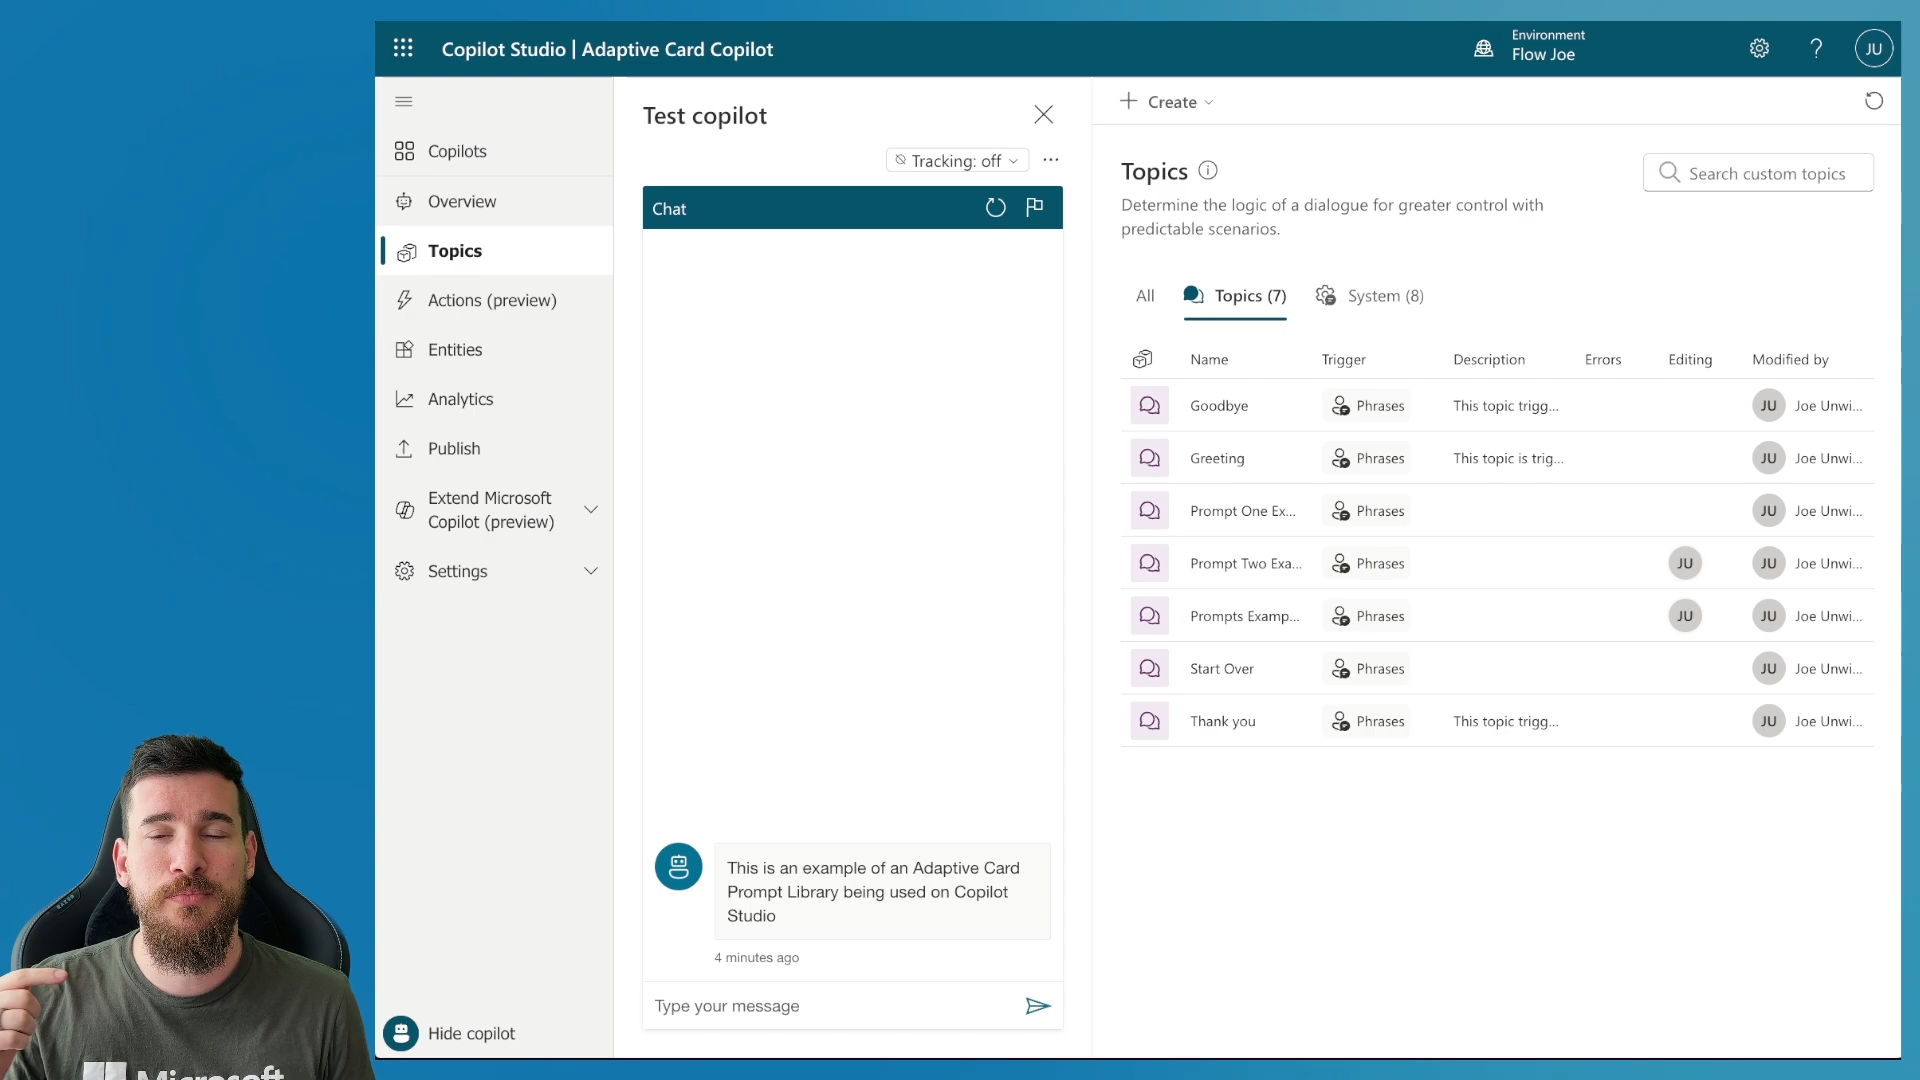 Copilot Studio | Adaptive Card Copilot
Environment
Flow Joe
JU
Copilots
Overview
Topics
Actions (preview)
Entities
Analytics
Publish
Extend Microsoft
Copilot (preview)
Settings
Hide copilot
Test copilot
Tracking: off
Chat
This is an example of an Adaptive Card
Prompt Library being used on Copilot
Studio
4 minutes ago
Type your message
Create
Topics
Search custom topics
Determine the logic of a dialogue for greater control with
predictable scenarios.
All Topics (7) System (8)
Name Trigger Description Errors Editing Modified by
Goodbye Phrases This topic trigg... JU Joe Unwi...
Greeting Phrases This topic is trig... JU Joe Unwi...
Prompt One Ex... Phrases JU Joe Unwi...
Prompt Two Exa... Phrases JU JU Joe Unwi...
Prompts Examp... Phrases JU JU Joe Unwi...
Start Over Phrases JU Joe Unwi...
Thank you Phrases This topic trigg... JU Joe Unwi...
Microsoft